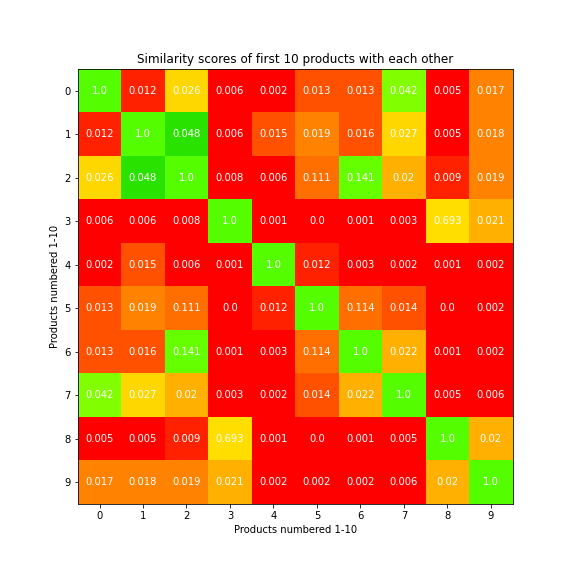 Similarity scores of first 10 products with each other
0 1.0 0.012 0.026 0.006 0.002 0.013 0.013 0.042 0.005 0.017
1 0.012 1.0 0.048 0.006 0.015 0.019 0.016 0.027 0.005 0.018
2 0.026 0.048 1.0 0.008 0.006 0.111 0.141 0.02 0.009 0.019
3 0.006 0.006 0.008 1.0 0.001 0.0 0.001 0.003 0.693 0.021
4 0.002 0.015 0.006 0.001 1.0 0.012 0.003 0.002 0.001 0.002
5 0.013 0.019 0.111 0.0 0.012 1.0 0.114 0.014 0.0 0.002
6 0.013 0.016 0.141 0.001 0.003 0.114 1.0 0.022 0.001 0.002
7 0.042 0.027 0.02 0.003 0.002 0.014 0.022 1.0 0.005 0.006
8 0.005 0.005 0.009 0.693 0.001 0.0 0.001 0.005 1.0 0.02
9 0.017 0.018 0.019 0.021 0.002 0.002 0.002 0.006 0.02 1.0
0 1 2 3 4 5 6 7 8 9
Products numbered 1-10
Products numbered 1-10